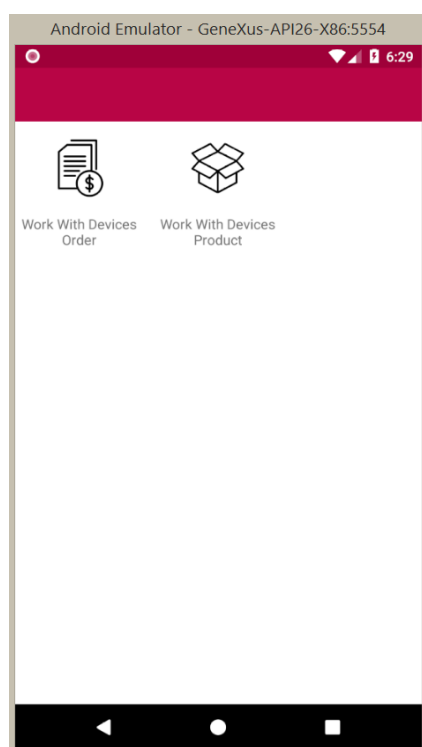 Android Emulator - GeneXus-API26-X86:5554
6:29
$
Work With Devices
Order
Work With Devices
Product